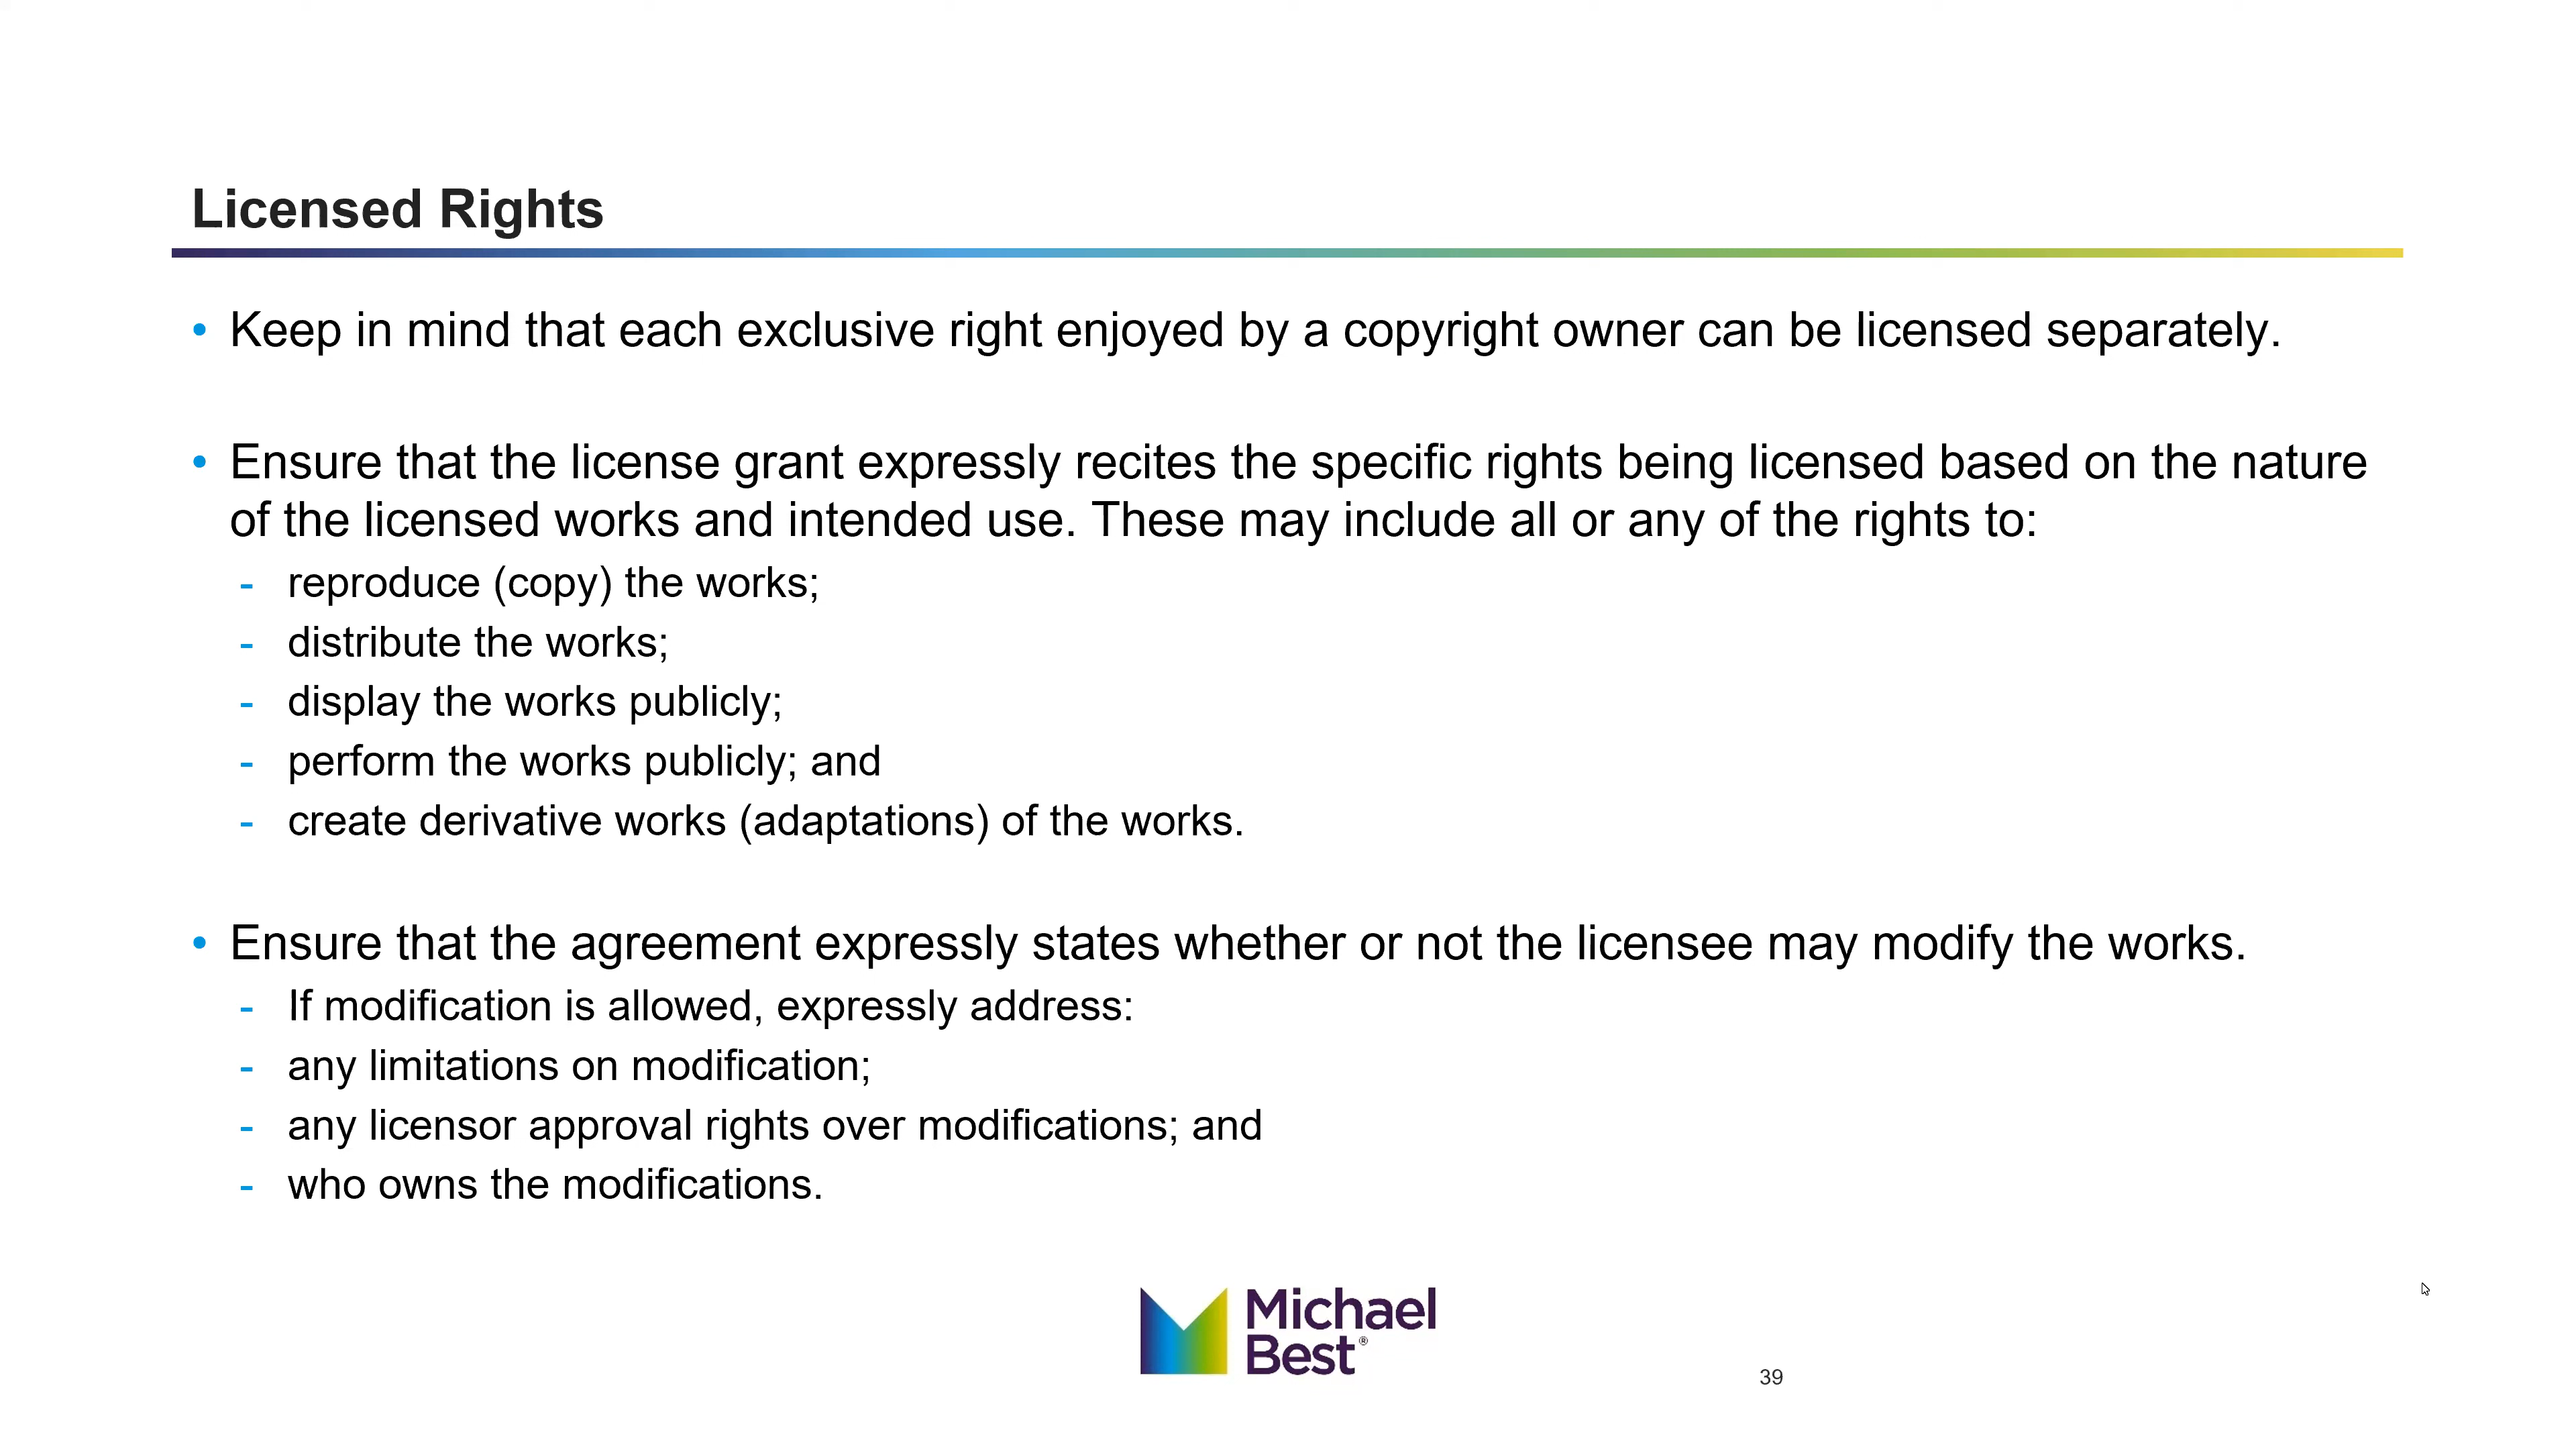 Licensed Rights
• Keep in mind that each exclusive right enjoyed by a copyright owner can be licensed separately.
• Ensure that the license grant expressly recites the specific rights being licensed based on the nature
of the licensed works and intended use. These may include all or any of the rights to:
- reproduce (copy) the works;
- distribute the works;
- display the works publicly;
- perform the works publicly; and
- create derivative works (adaptations) of the works.
• Ensure that the agreement expressly states whether or not the licensee may modify the works.
- If modification is allowed, expressly address:
- any limitations on modification;
- any licensor approval rights over modifications; and
- who owns the modifications.
Michael
Best®
39